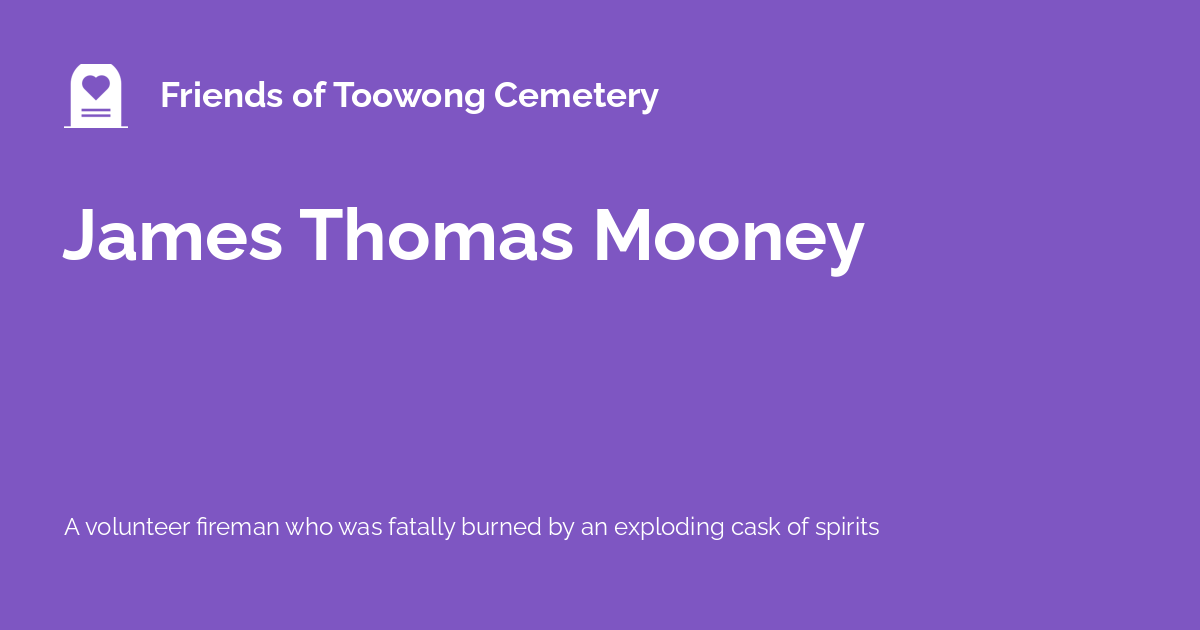 Friends of Toowong Cemetery
James Thomas Mooney
A volunteer fireman who was fatally burned by an exploding cask of spirits